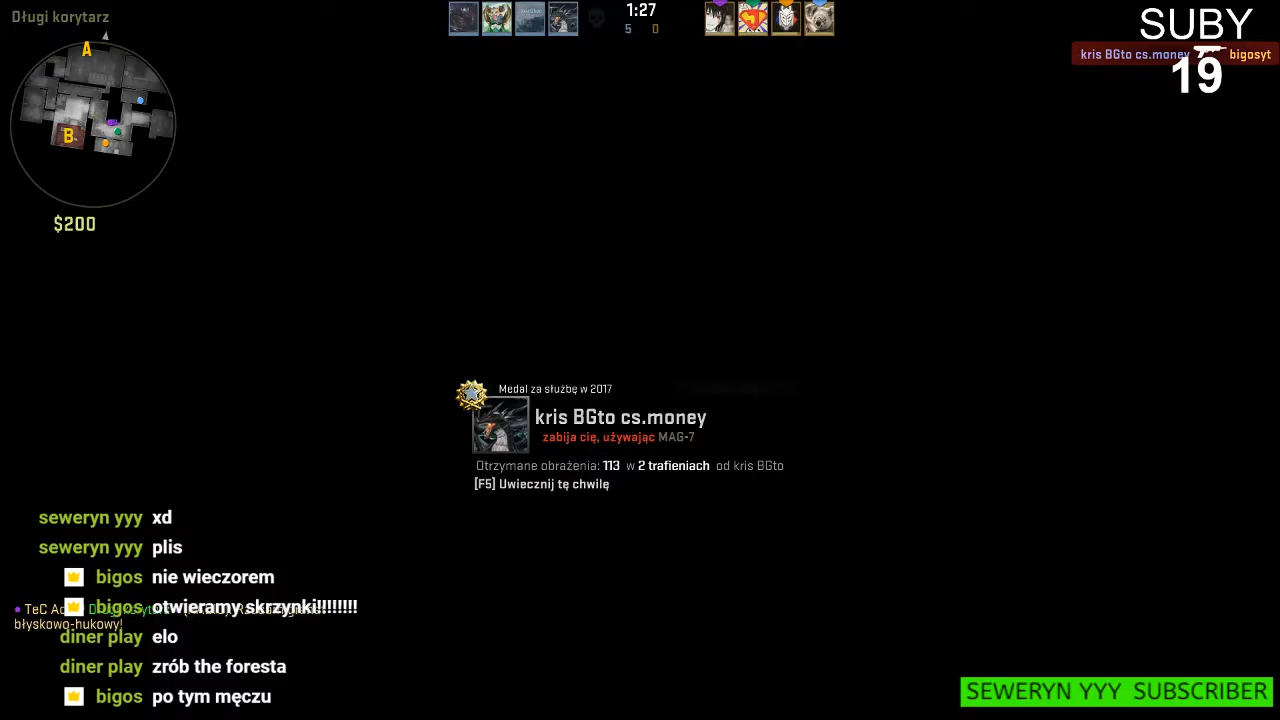 Długi korytarz
A
B
$200
1:27
5 0
SUBY
19
kris BGto cs.money bigosyt
Medal za służbę w 2017
kris BGto cs.money
zabija cię, używając MAG-7
Otrzymane obrażenia: 113 w 2 trafieniach od kris BGto
[F5] Uwiecznij tę chwilę
seweryn yyy xd
seweryn yyy plis
bigos nie wieczorem
bigos otwieramy skrzynki!!!!!!!!
TeC
błyskowo-hukowy!
diner play elo
diner play zrób the foresta
bigos po tym męczu
SEWERYN YYY SUBSCRIBER